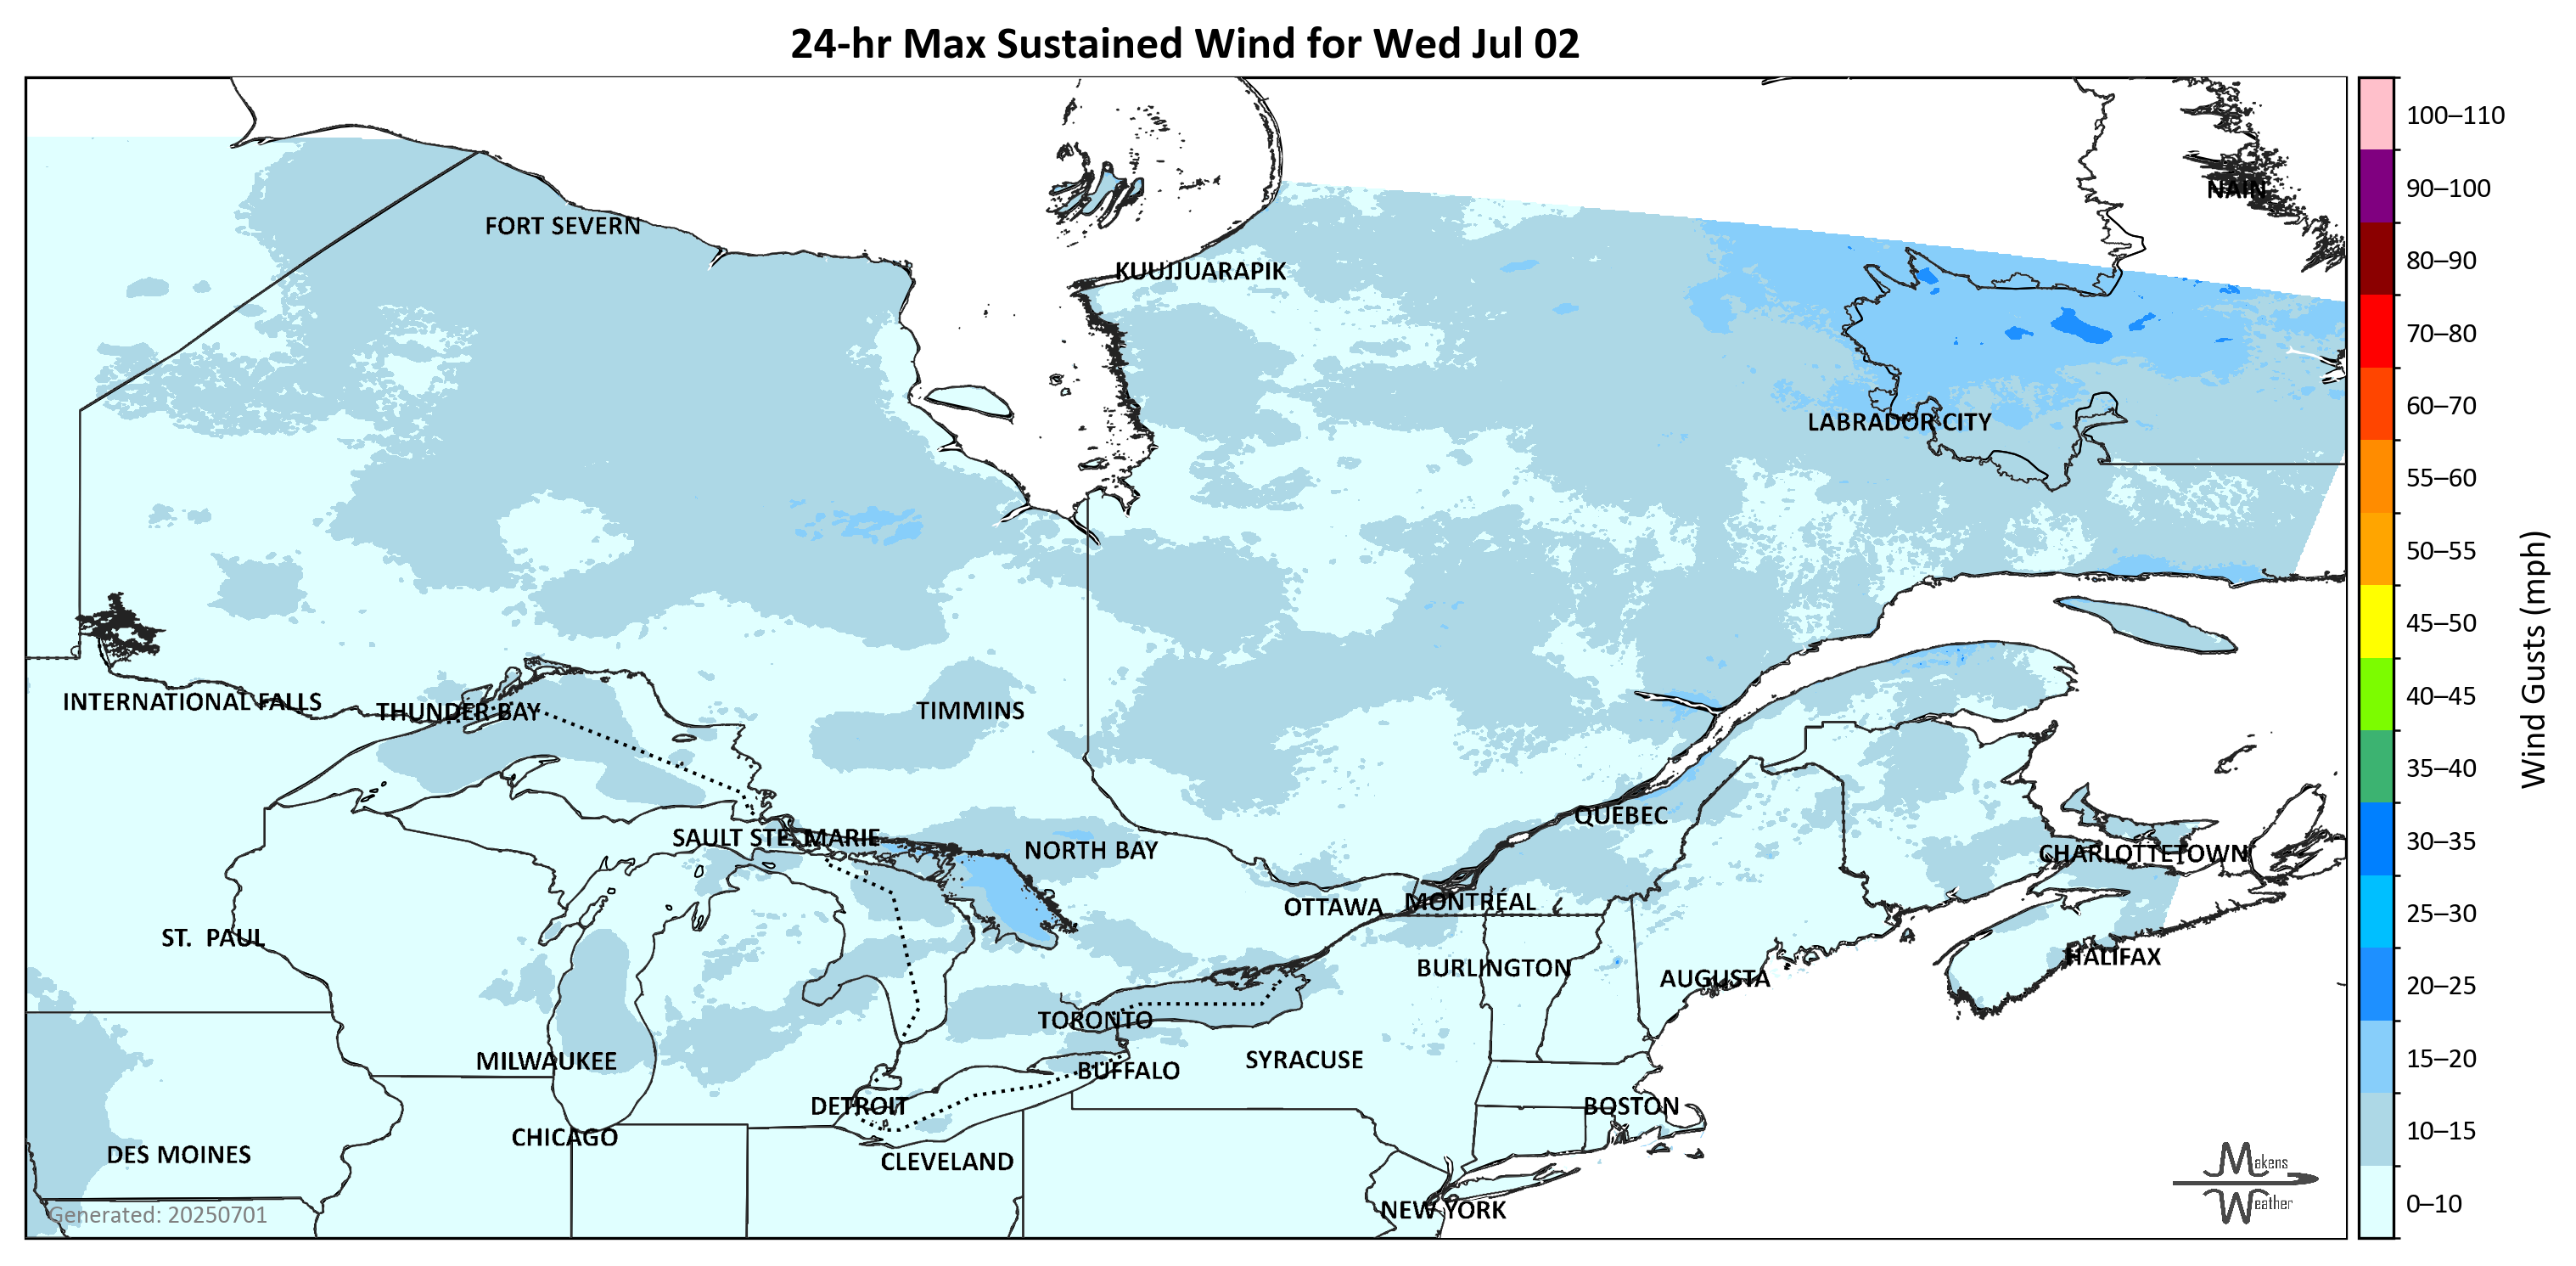 24-hr Max Sustained Wind for Wed Jul 02
100–110
90–100
80–90
70–80
60–70
55–60
50–55
45–50
40–45
35–40
30–35
25–30
20–25
15–20
10–15
0–10
Wind Gusts (mph)
NAIN
FORT SEVERN
KUUJJUARAPIK
LABRADOR CITY
INTERNATIONAL FALLS
THUNDER BAY
TIMMINS
SAULT STE. MARIE
NORTH BAY
QUEBEC
CHARLOTTETOWN
OTTAWA
MONTRÉAL
ST. PAUL
BURLINGTON
AUGUSTA
HALIFAX
TORONTO
MILWAUKEE
BUFFALO
SYRACUSE
DETROIT
BOSTON
CHICAGO
CLEVELAND
DES MOINES
NEW YORK
Generated: 20250701
Makens
Weather